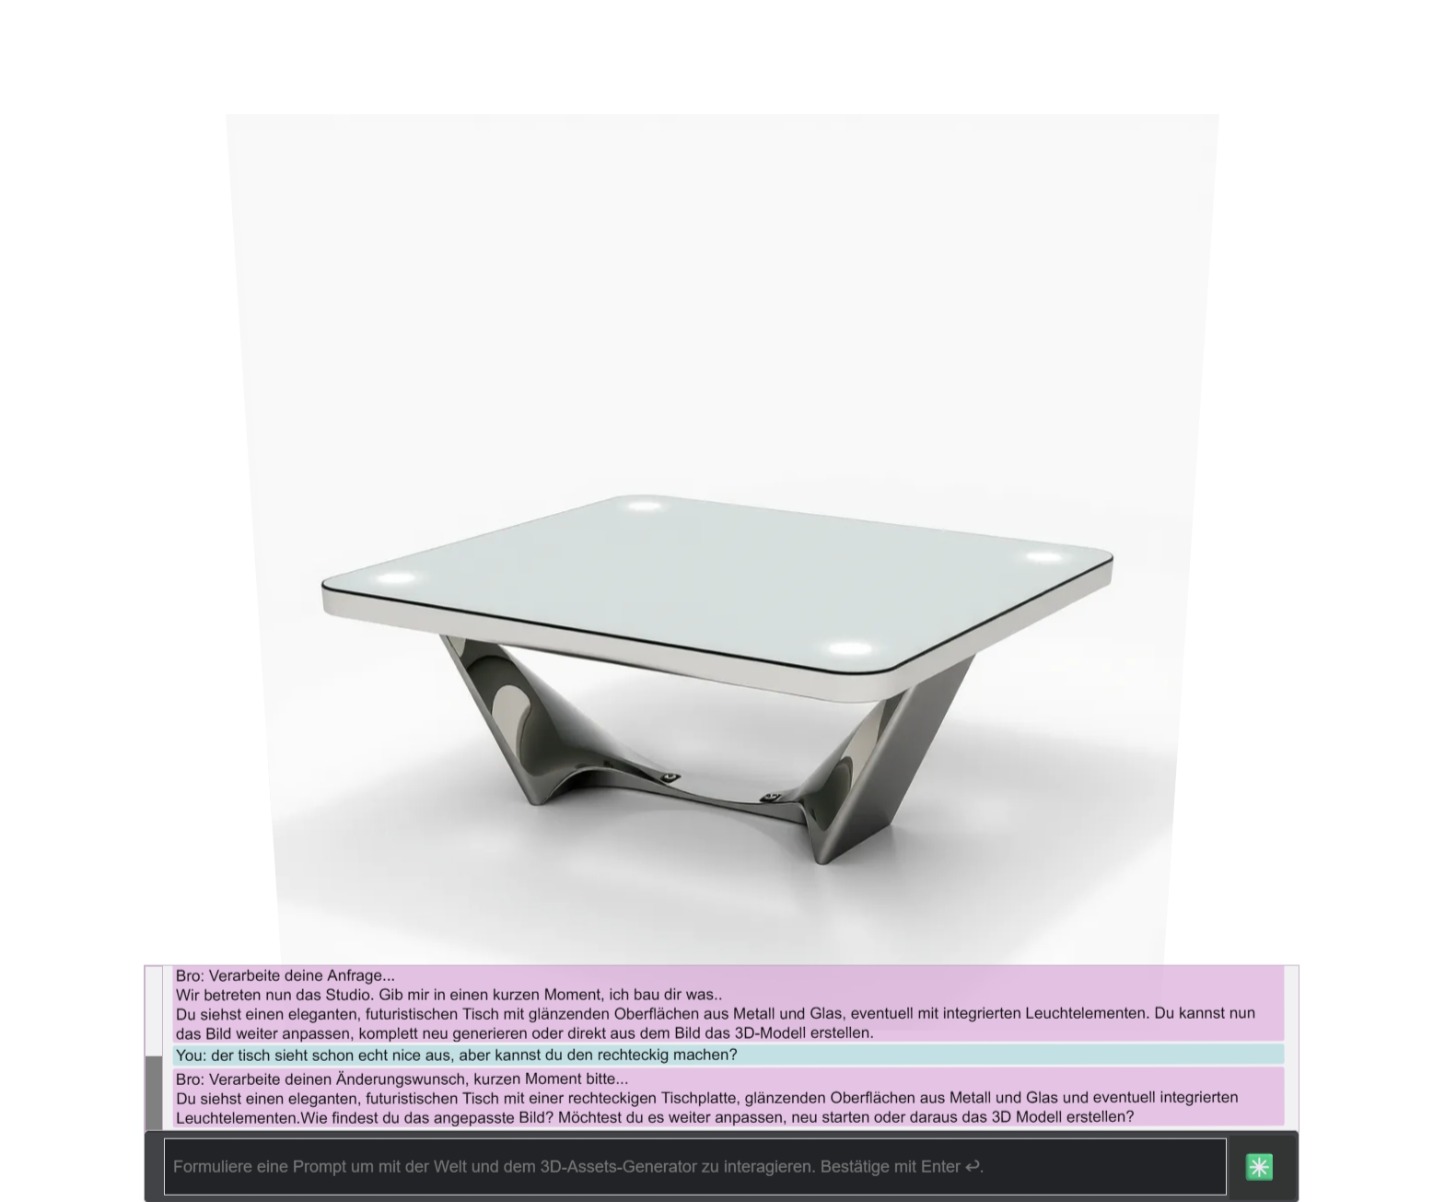 Bro: Verarbeite deine Anfrage...
Wir betreten nun das Studio. Gib mir in einen kurzen Moment, ich bau dir was..
Du siehst einen eleganten, futuristischen Tisch mit glänzenden Oberflächen aus Metall und Glas, eventuell mit integrierten Leuchtelementen. Du kannst nun
das Bild weiter anpassen, komplett neu generieren oder direkt aus dem Bild das 3D-Modell erstellen.
You: der tisch sieht schon echt nice aus, aber kannst du den rechteckig machen?
Bro: Verarbeite deinen Änderungswunsch, kurzen Moment bitte...
Du siehst einen eleganten, futuristischen Tisch mit einer rechteckigen Tischplatte, glänzenden Oberflächen aus Metall und Glas und eventuell integrierten
Leuchtelementen.Wie findest du das angepasste Bild? Möchtest du es weiter anpassen, neu starten oder daraus das 3D Modell erstellen?
Formuliere eine Prompt um mit der Welt und dem 3D-Assets-Generator zu interagieren. Bestätige mit Enter ↩.